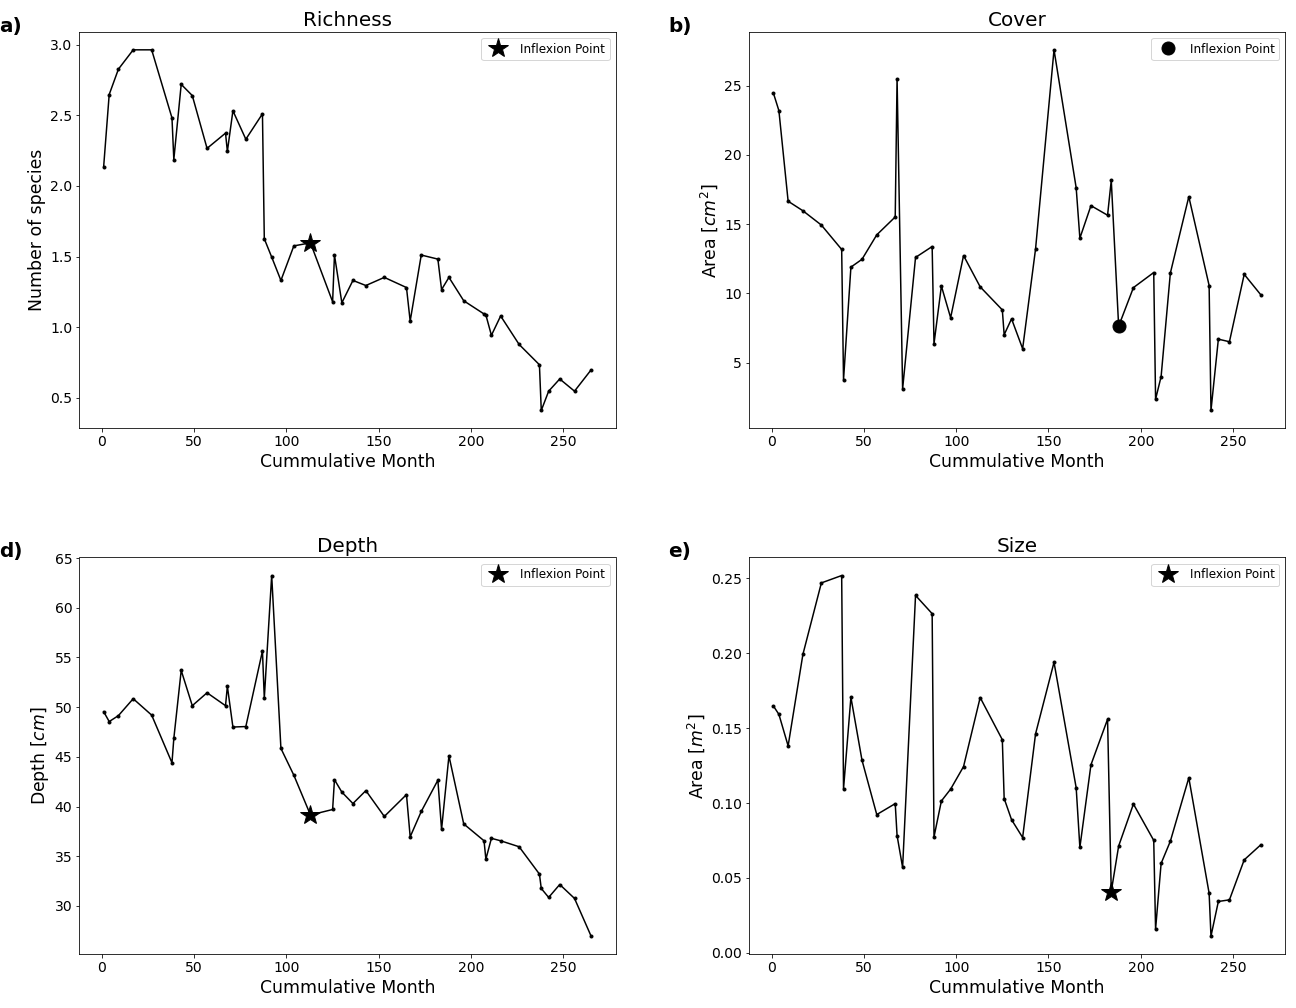 a)
Richness
Inflexion Point
3.0
2.5
2.0
1.5
1.0
0.5
Number of species
0 50 100 150 200 250
Cummulative Month
b)
Cover
Inflexion Point
25
20
15
10
5
Area [cm²]
0 50 100 150 200 250
Cummulative Month
d)
Depth
Inflexion Point
65
60
55
50
45
40
35
30
Depth [cm]
0 50 100 150 200 250
Cummulative Month
e)
Size
Inflexion Point
0.25
0.20
0.15
0.10
0.05
0.00
Area [m²]
0 50 100 150 200 250
Cummulative Month